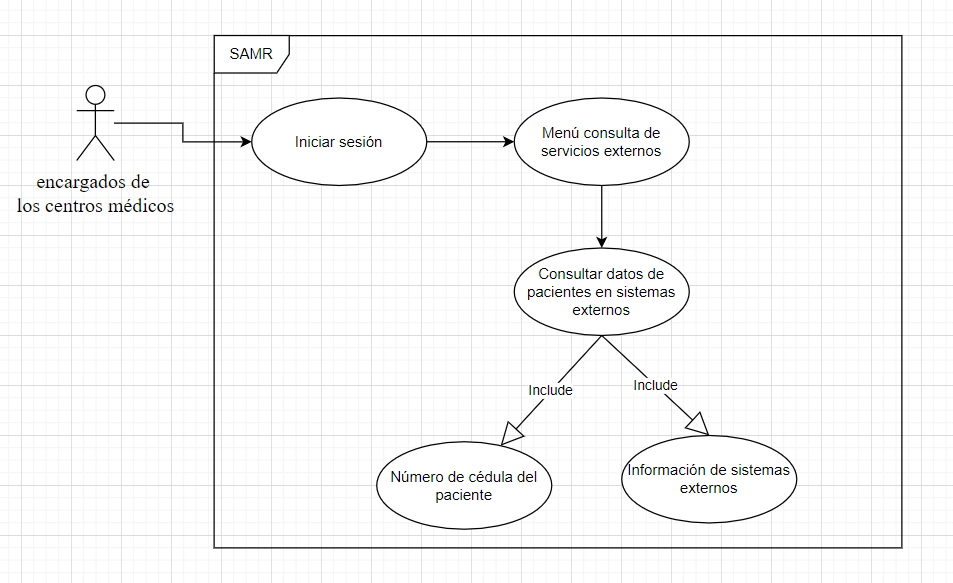 SAMR
Iniciar sesión
Menú consulta de
servicios externos
encargados de
los centros médicos
Consultar datos de
pacientes en sistemas
externos
Include
Include
Número de cédula del
paciente
Información de sistemas
externos